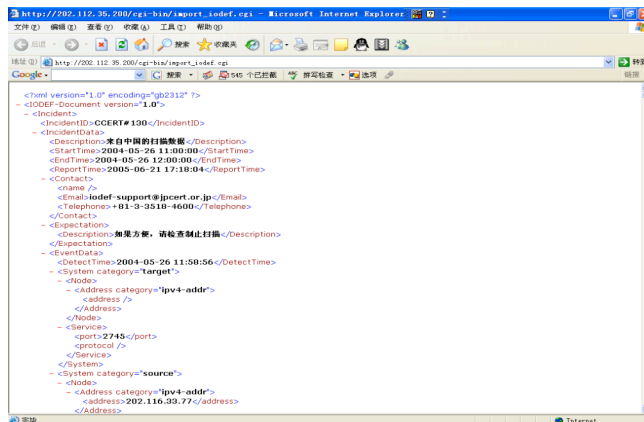 http://202.112.35.200/cgi-bin/import_iodef.cgi - Microsoft Internet Explorer
文件(F) 编辑(E) 查看(V) 收藏(A) 工具(T) 帮助(H)
后退 搜索 收藏夹
地址(D) http://202.112.35.200/cgi-bin/import_iodef.cgi 转到
Google 搜索 545 个已拦截 拼写检查 选项 链接
<?xml version="1.0" encoding="gb2312" ?>
- <IODEF-Document version="1.0">
- <Incident>
<IncidentID>CCERT#130</IncidentID>
- <IncidentData>
<Description>来自中国的扫描数据</Description>
<StartTime>2004-05-26 11:00:00</StartTime>
<EndTime>2004-05-26 12:00:00</EndTime>
<ReportTime>2005-06-21 17:18:04</ReportTime>
- <Contact>
<name />
<Email>iodef-support@jpcert.or.jp</Email>
<Telephone>+81-3-3518-4600</Telephone>
</Contact>
- <Expectation>
<Description>如果方便，请检查制止扫描</Description>
</Expectation>
- <EventData>
<DetectTime>2004-05-26 11:58:56</DetectTime>
- <System category="target">
- <Node>
- <Address category="ipv4-addr">
<address />
</Address>
</Node>
- <Service>
<port>2745</port>
<protocol />
</Service>
</System>
- <System category="source">
- <Node>
- <Address category="ipv4-addr">
<address>202.116.33.77</address>
</Address>
完毕 Internet